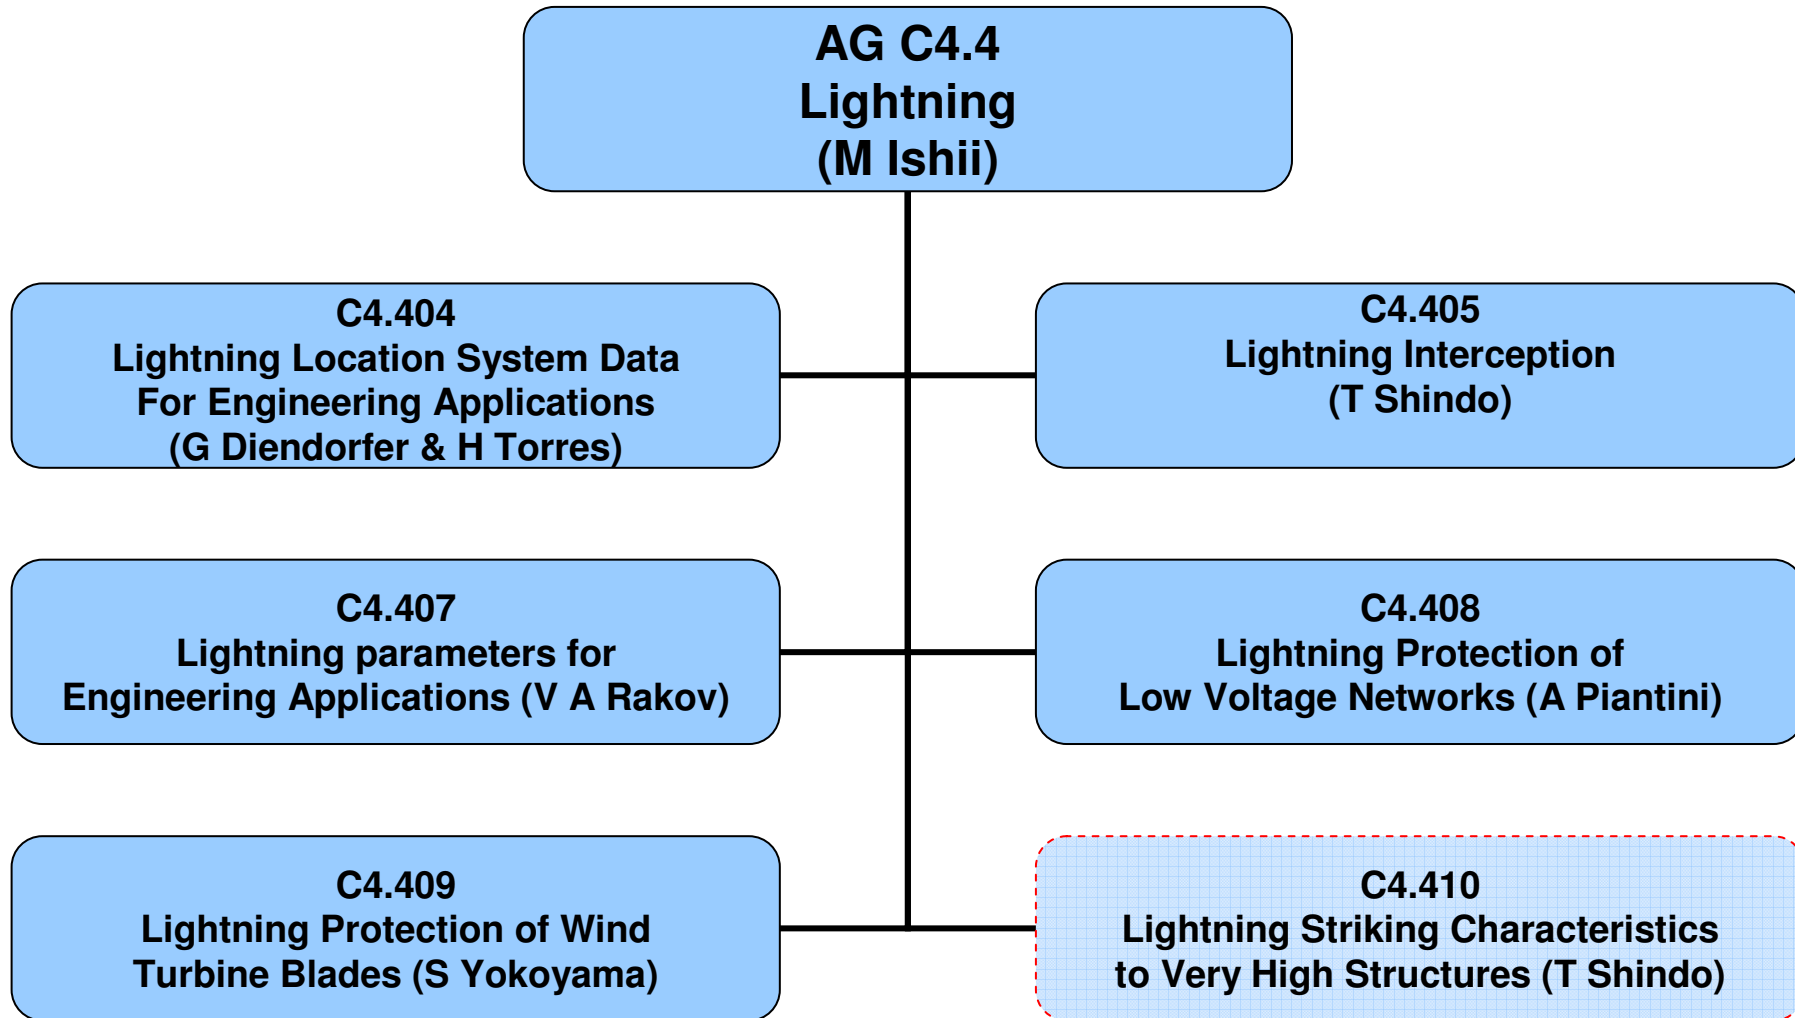 AG C4.4
Lightning
(M Ishii)
C4.404
Lightning Location System Data
For Engineering Applications
(G Diendorfer & H Torres)
C4.405
Lightning Interception
(T Shindo)
C4.407
Lightning parameters for
Engineering Applications (V A Rakov)
C4.408
Lightning Protection of
Low Voltage Networks (A Piantini)
C4.409
Lightning Protection of Wind
Turbine Blades (S Yokoyama)
C4.410
Lightning Striking Characteristics
to Very High Structures (T Shindo)